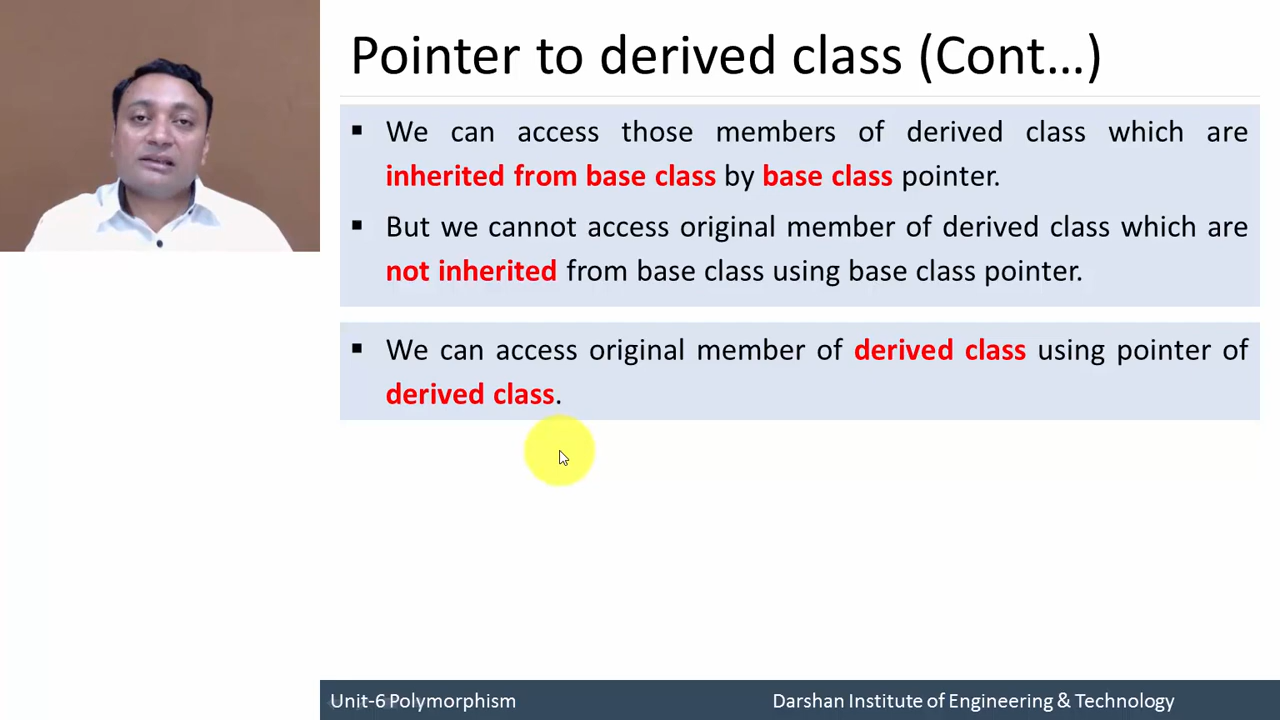 Pointer to derived class (Cont…)
▪ We can access those members of derived class which are
inherited from base class by base class pointer.
▪ But we cannot access original member of derived class which are
not inherited from base class using base class pointer.
▪ We can access original member of derived class using pointer of
derived class.
Unit-6 Polymorphism
Darshan Institute of Engineering & Technology